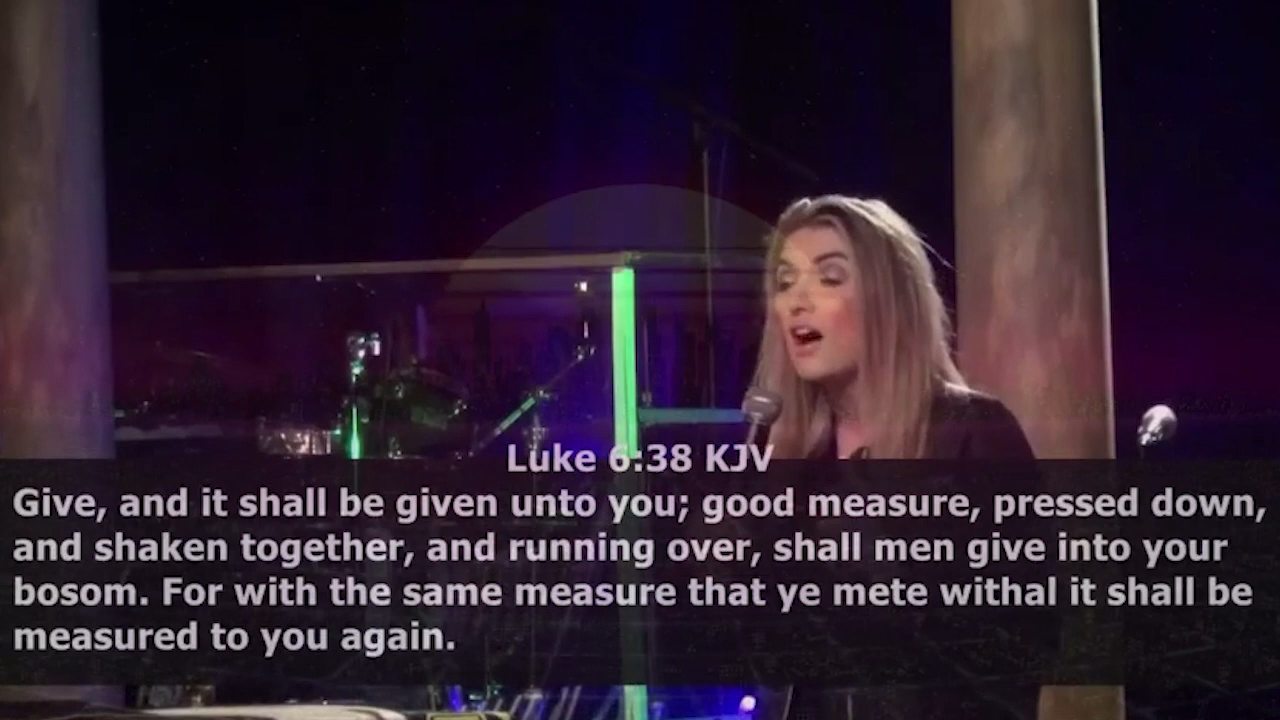 Luke 6:38 KJV
Give, and it shall be given unto you; good measure, pressed down,
and shaken together, and running over, shall men give into your
bosom. For with the same measure that ye mete withal it shall be
measured to you again.